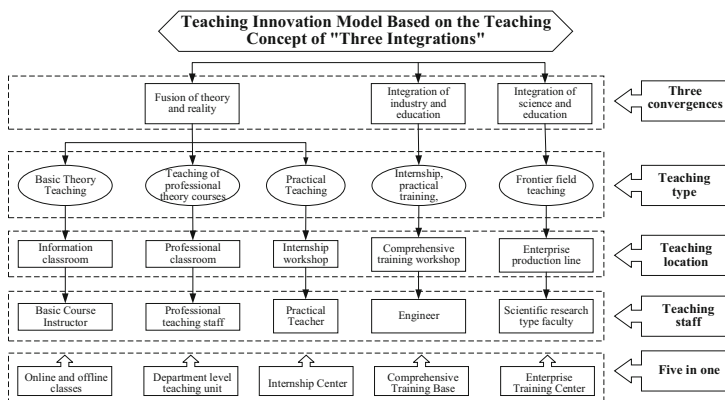 Teaching Innovation Model Based on the Teaching
Concept of "Three Integrations"
Fusion of theory
and reality
Integration of
industry and
education
Integration of
science and
education
Three
convergences
Basic Theory
Teaching
Teaching of
professional
theory courses
Practical
Teaching
Internship,
practical
training,
Frontier field
teaching
Teaching
type
Information
classroom
Professional
classroom
Internship
workshop
Comprehensive
training workshop
Enterprise
production line
Teaching
location
Basic Course
Instructor
Professional
teaching staff
Practical
Teacher
Engineer
Scientific research
type faculty
Teaching
staff
Online and offline
classes
Department level
teaching unit
Internship Center
Comprehensive
Training Base
Enterprise
Training Center
Five in one